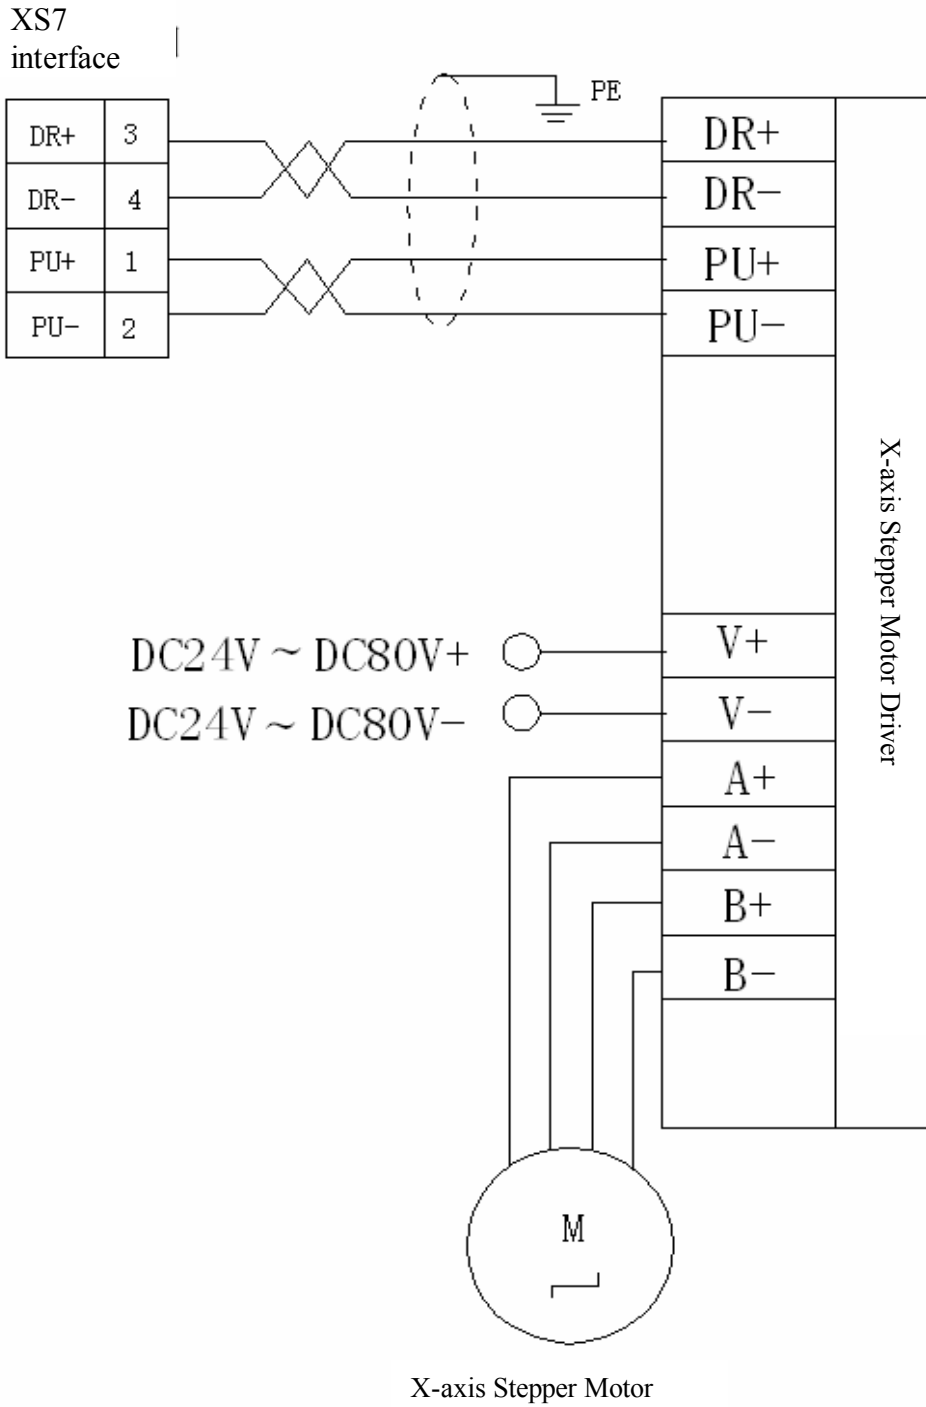 XS7
interface
PE
DR+ 3
DR- 4
PU+ 1
PU- 2
DR+
DR-
PU+
PU-
X-axis Stepper Motor Driver
DC24V~DC80V+
DC24V~DC80V-
V+
V-
A+
A-
B+
B-
M
X-axis Stepper Motor